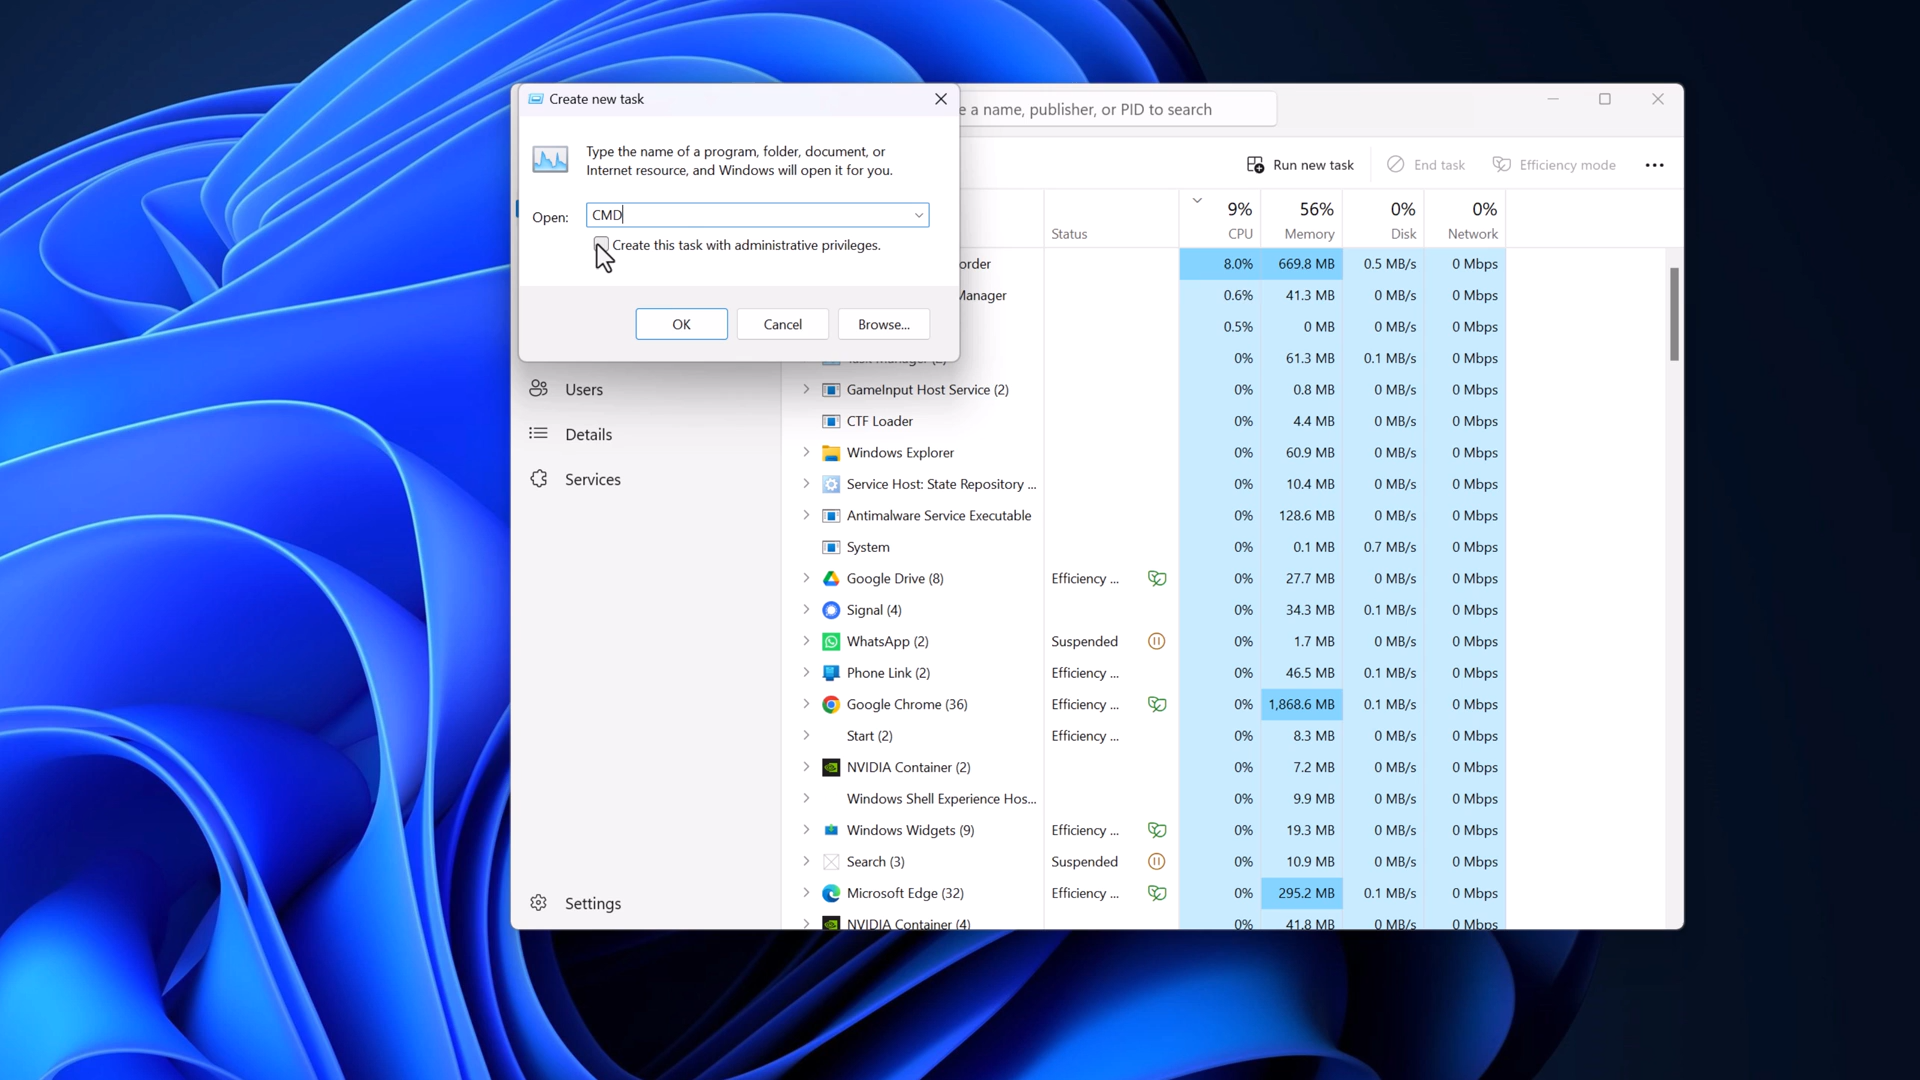 Create new task
e a name, publisher, or PID to search
Type the name of a program, folder, document, or
Internet resource, and Windows will open it for you.
Open: CMD
Create this task with administrative privileges.
OK Cancel Browse...
Run new task End task Efficiency mode
9% 56% 0% 0%
Status CPU Memory Disk Network
order 8.0% 669.8 MB 0.5 MB/s 0 Mbps
Manager 0.6% 41.3 MB 0 MB/s 0 Mbps
0.5% 0 MB 0 MB/s 0 Mbps
0% 61.3 MB 0.1 MB/s 0 Mbps
Users
Details
Services
Settings
GameInput Host Service (2) 0% 0.8 MB 0 MB/s 0 Mbps
CTF Loader 0% 4.4 MB 0 MB/s 0 Mbps
Windows Explorer 0% 60.9 MB 0 MB/s 0 Mbps
Service Host: State Repository ... 0% 10.4 MB 0 MB/s 0 Mbps
Antimalware Service Executable 0% 128.6 MB 0 MB/s 0 Mbps
System 0% 0.1 MB 0.7 MB/s 0 Mbps
Google Drive (8) Efficiency ... 0% 27.7 MB 0 MB/s 0 Mbps
Signal (4) 0% 34.3 MB 0.1 MB/s 0 Mbps
WhatsApp (2) Suspended 0% 1.7 MB 0 MB/s 0 Mbps
Phone Link (2) Efficiency ... 0% 46.5 MB 0.1 MB/s 0 Mbps
Google Chrome (36) Efficiency ... 0% 1,868.6 MB 0.1 MB/s 0 Mbps
Start (2) Efficiency ... 0% 8.3 MB 0 MB/s 0 Mbps
NVIDIA Container (2) 0% 7.2 MB 0 MB/s 0 Mbps
Windows Shell Experience Hos... 0% 9.9 MB 0 MB/s 0 Mbps
Windows Widgets (9) Efficiency ... 0% 19.3 MB 0 MB/s 0 Mbps
Search (3) Suspended 0% 10.9 MB 0 MB/s 0 Mbps
Microsoft Edge (32) Efficiency ... 0% 295.2 MB 0.1 MB/s 0 Mbps
NVIDIA Container (4) 0% 41.8 MB 0 MB/s 0 Mbps